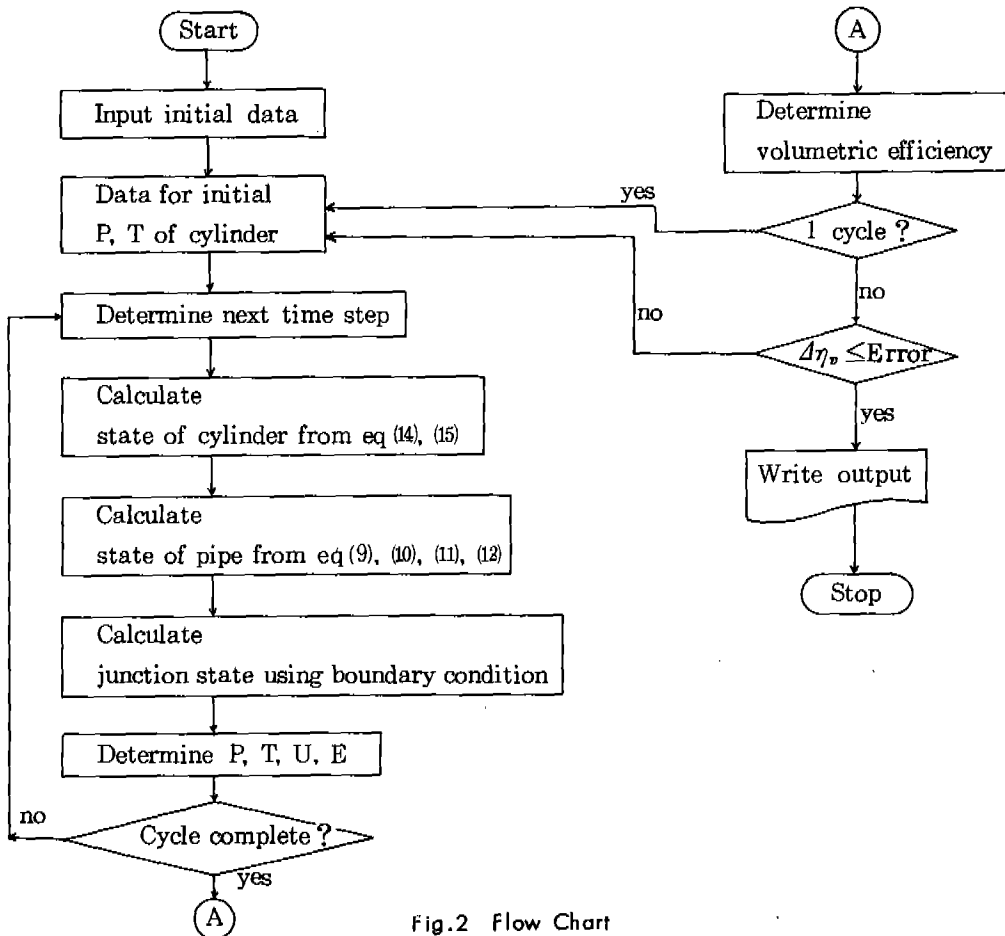 Start
Input initial data
Data for initial
P, T of cylinder
Determine next time step
Calculate
state of cylinder from eq (14), (15)
Calculate
state of pipe from eq (9), (10), (11), (12)
Calculate
junction state using boundary condition
Determine P, T, U, E
no
Cycle complete ?
yes
A
A
Determine
volumetric efficiency
yes
1 cycle ?
no
no
Δηv ≤Error
yes
Write output
Stop
Fig.2 Flow Chart